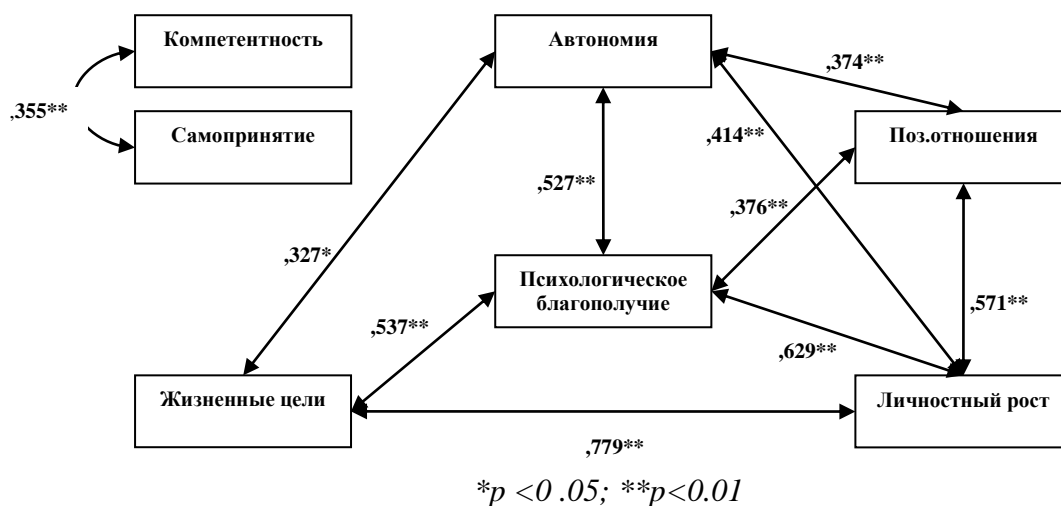 Компетентность
Автономия
,374**
,355**
Самопринятие
,414**
Поз.отношения
,527**
,376**
,327*
Психологическое
благополучие
,537**
,571**
,629**
Жизненные цели
Личностный рост
,779**
*p <0 .05; **p<0.01